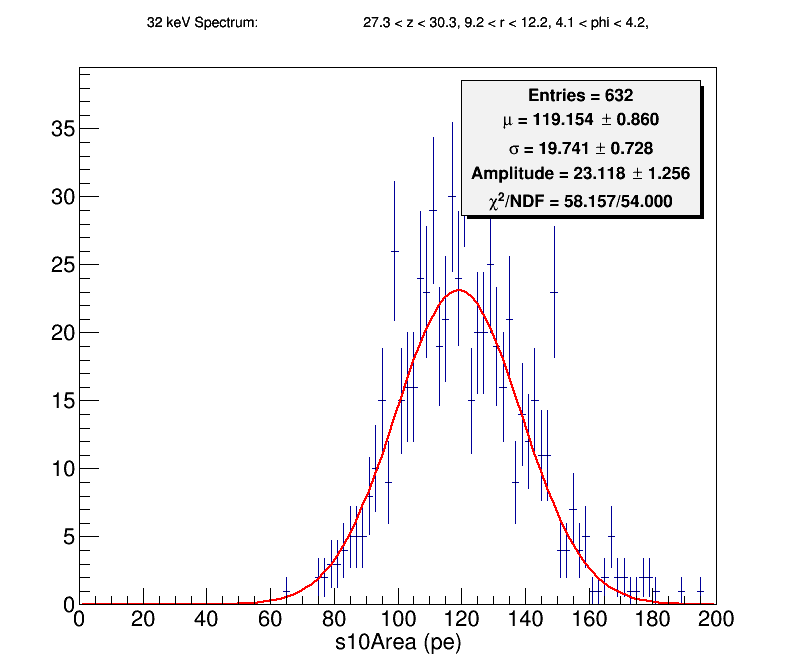 32 keV Spectrum: 27.3 < z < 30.3, 9.2 < r < 12.2, 4.1 < phi < 4.2,
Entries = 632
μ = 119.154 ± 0.860
σ = 19.741 ± 0.728
Amplitude = 23.118 ± 1.256
χ²/NDF = 58.157/54.000
35
30
25
20
15
10
5
0
0 20 40 60 80 100 120 140 160 180 200
s10Area (pe)